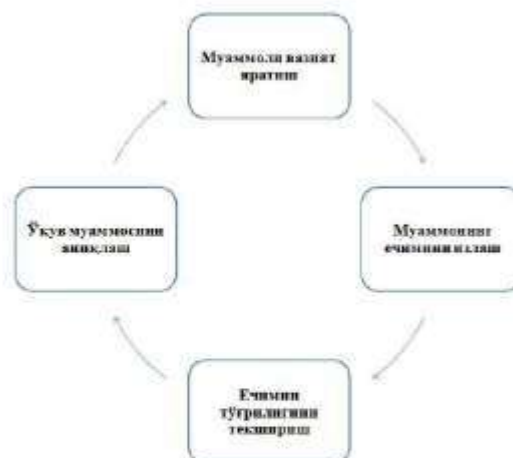 Муаммоли вазият
яратиш
Муаммонинг
ечимини излаш
Ечимни
тўғрилигини
текшириш
Ўқув муаммосини
аниқлаш